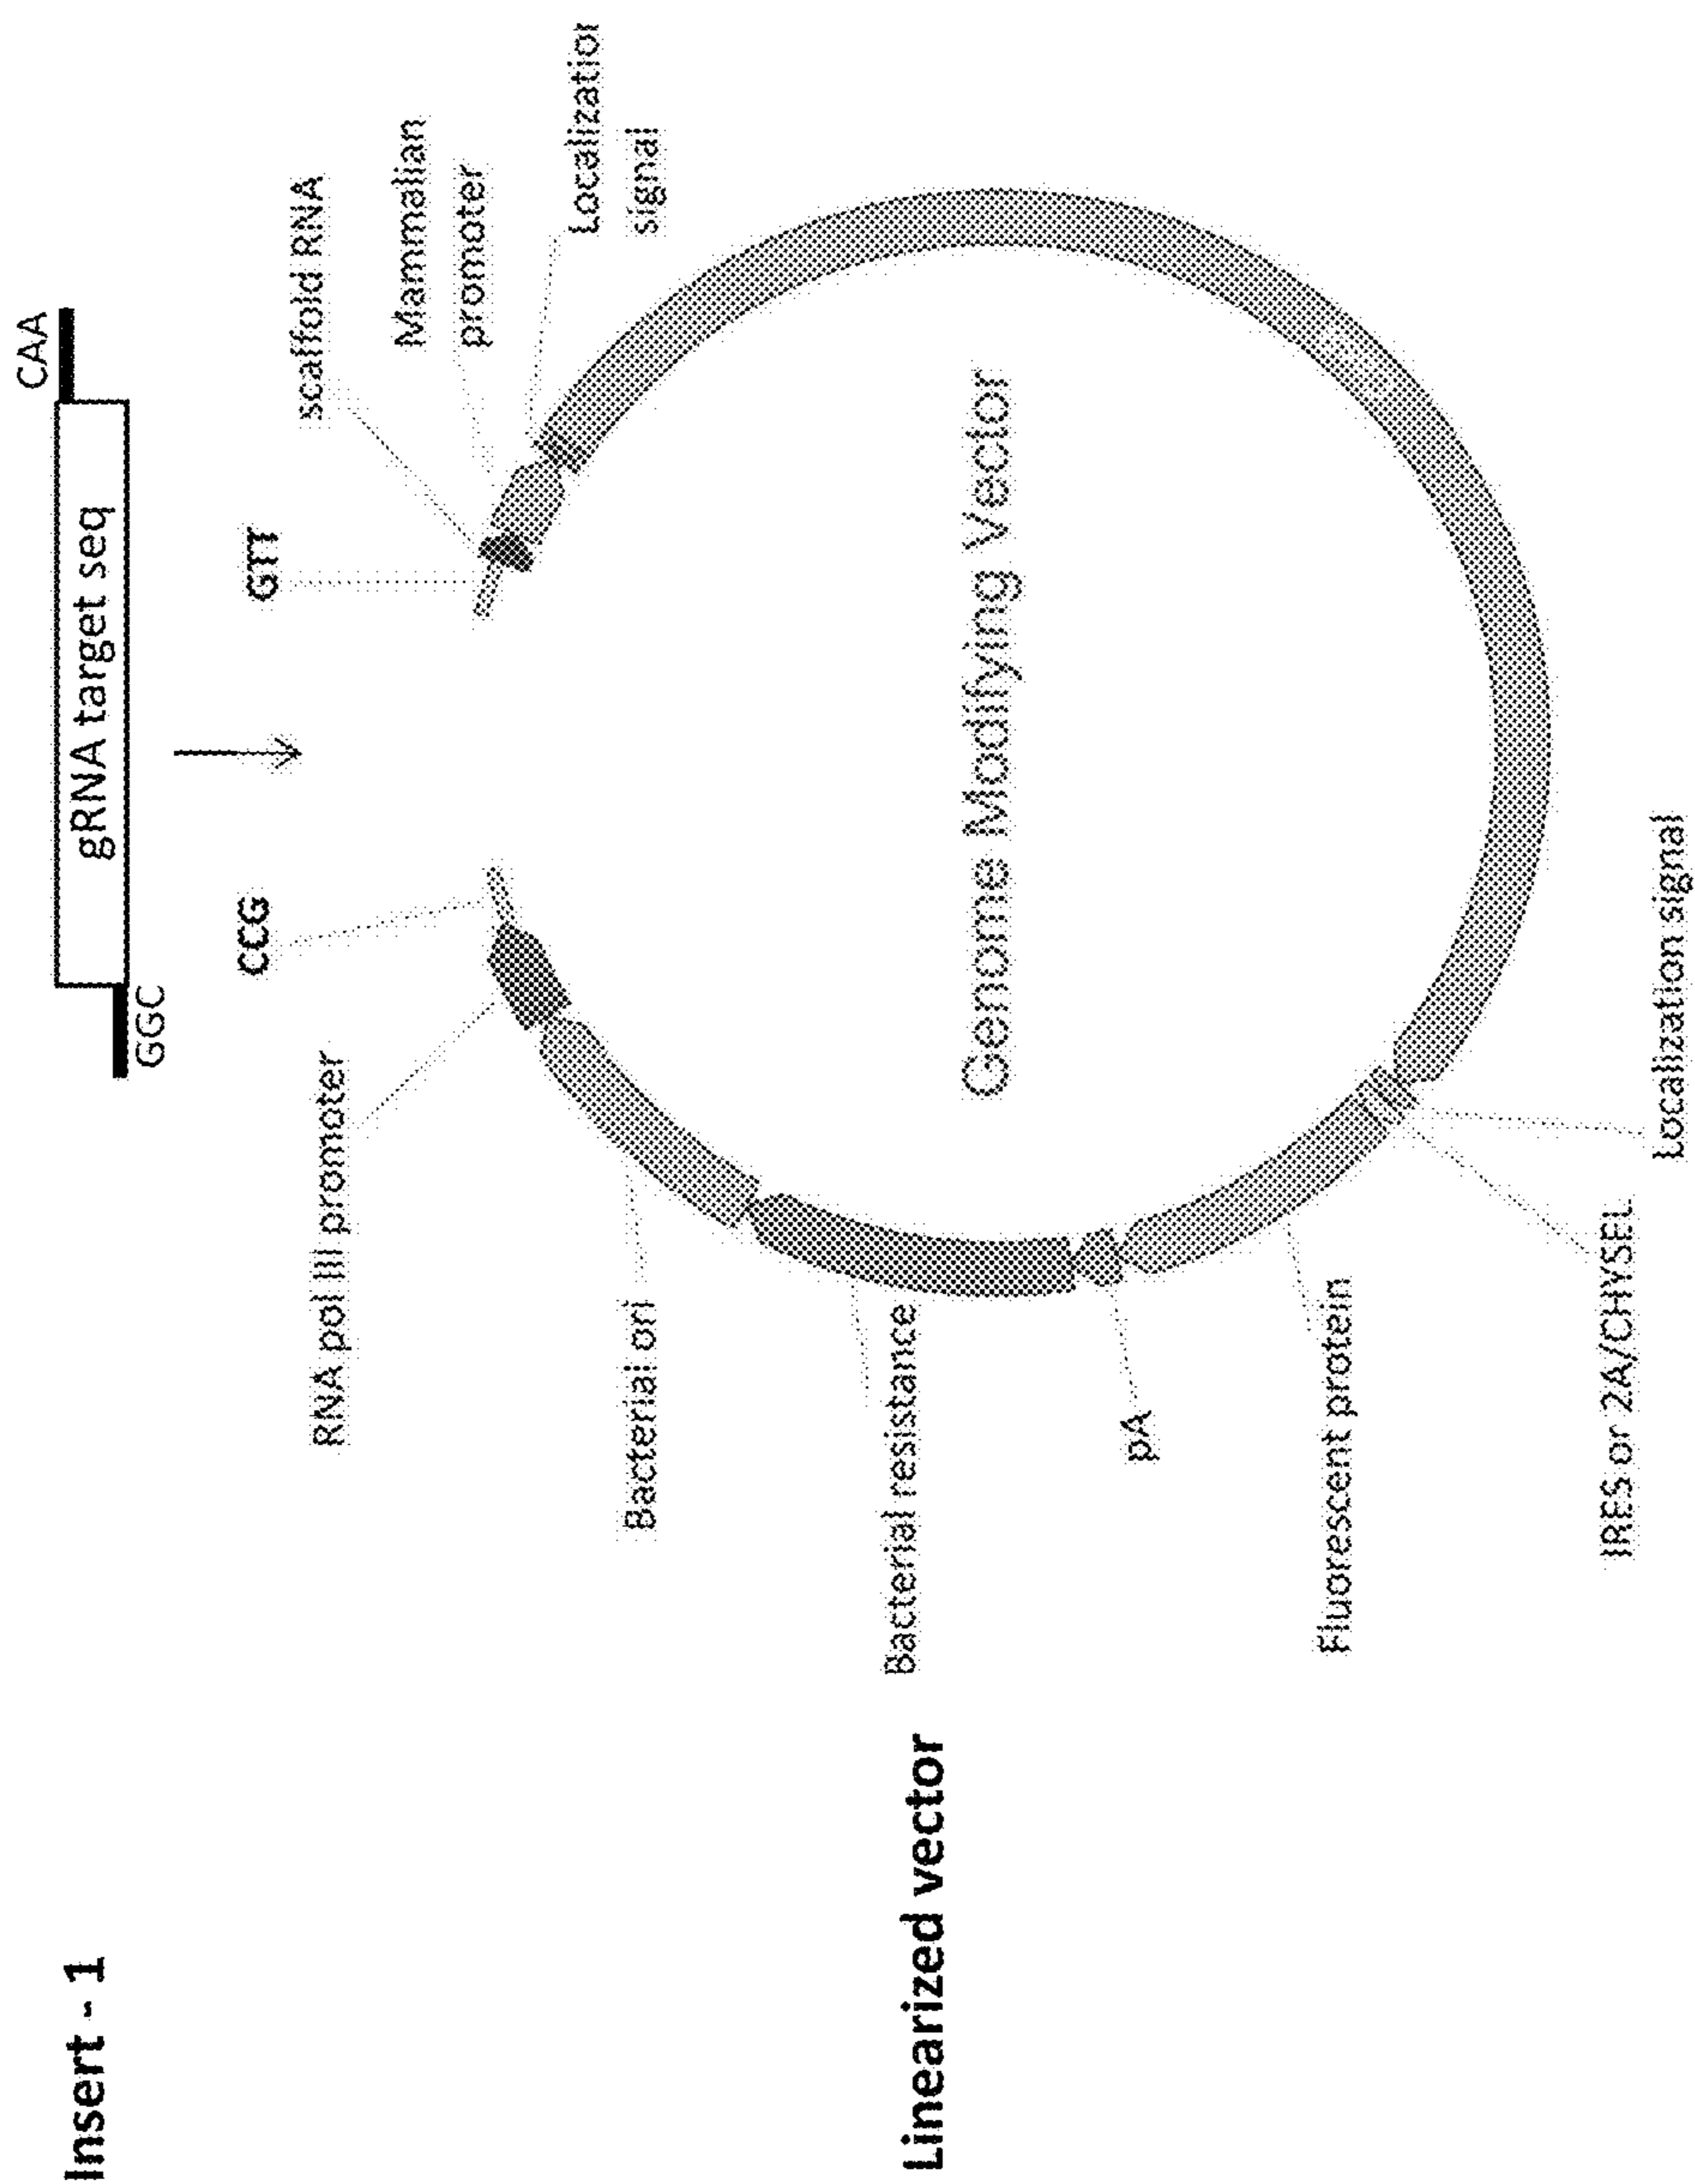 CAA
Insert - 1
gRNA target seq
GGC
CCG
GTT
scaffold RNA
RNA pol III promoter
Mammalian
promoter
Localization
signal
Bacterial ori
Bacterial resistance
Linearized vector
Genome Modifying Vector
pA
Fluorescent protein
IRES or 2A/CHYSEL
Localization signal